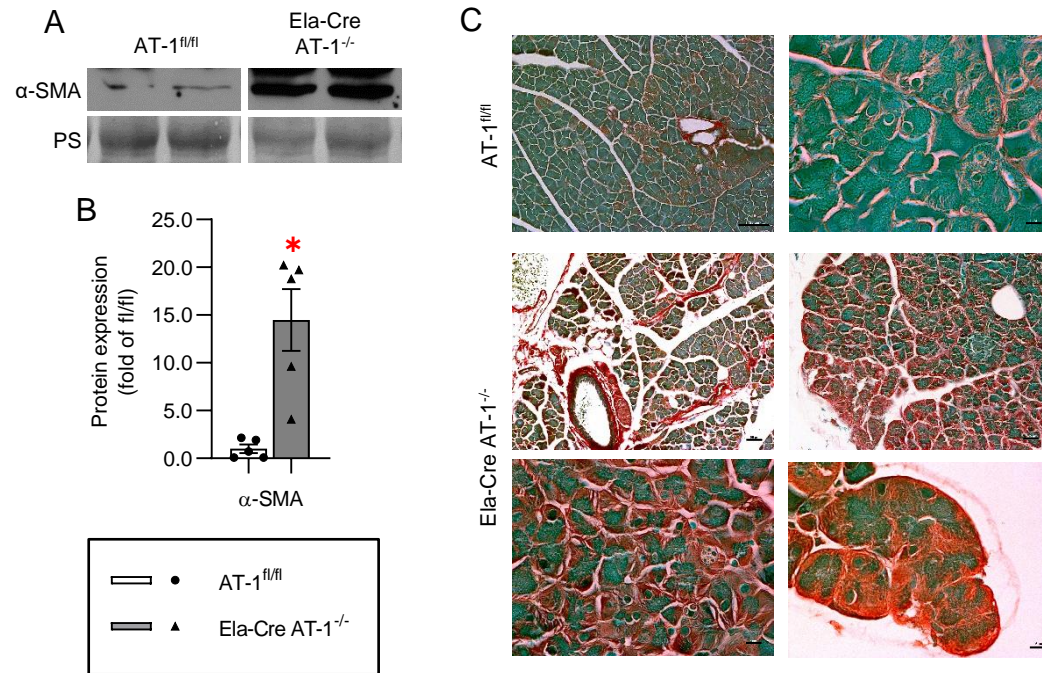 A
AT-1fl/fl
Ela-Cre
AT-1-/-
α-SMA
PS
B
Protein expression
(fold of fl/fl)
25.0
20.0
15.0
10.0
5.0
0.0
*
α-SMA
AT-1fl/fl
Ela-Cre AT-1-/-
C
AT-1fl/fl
Ela-Cre AT-1-/-